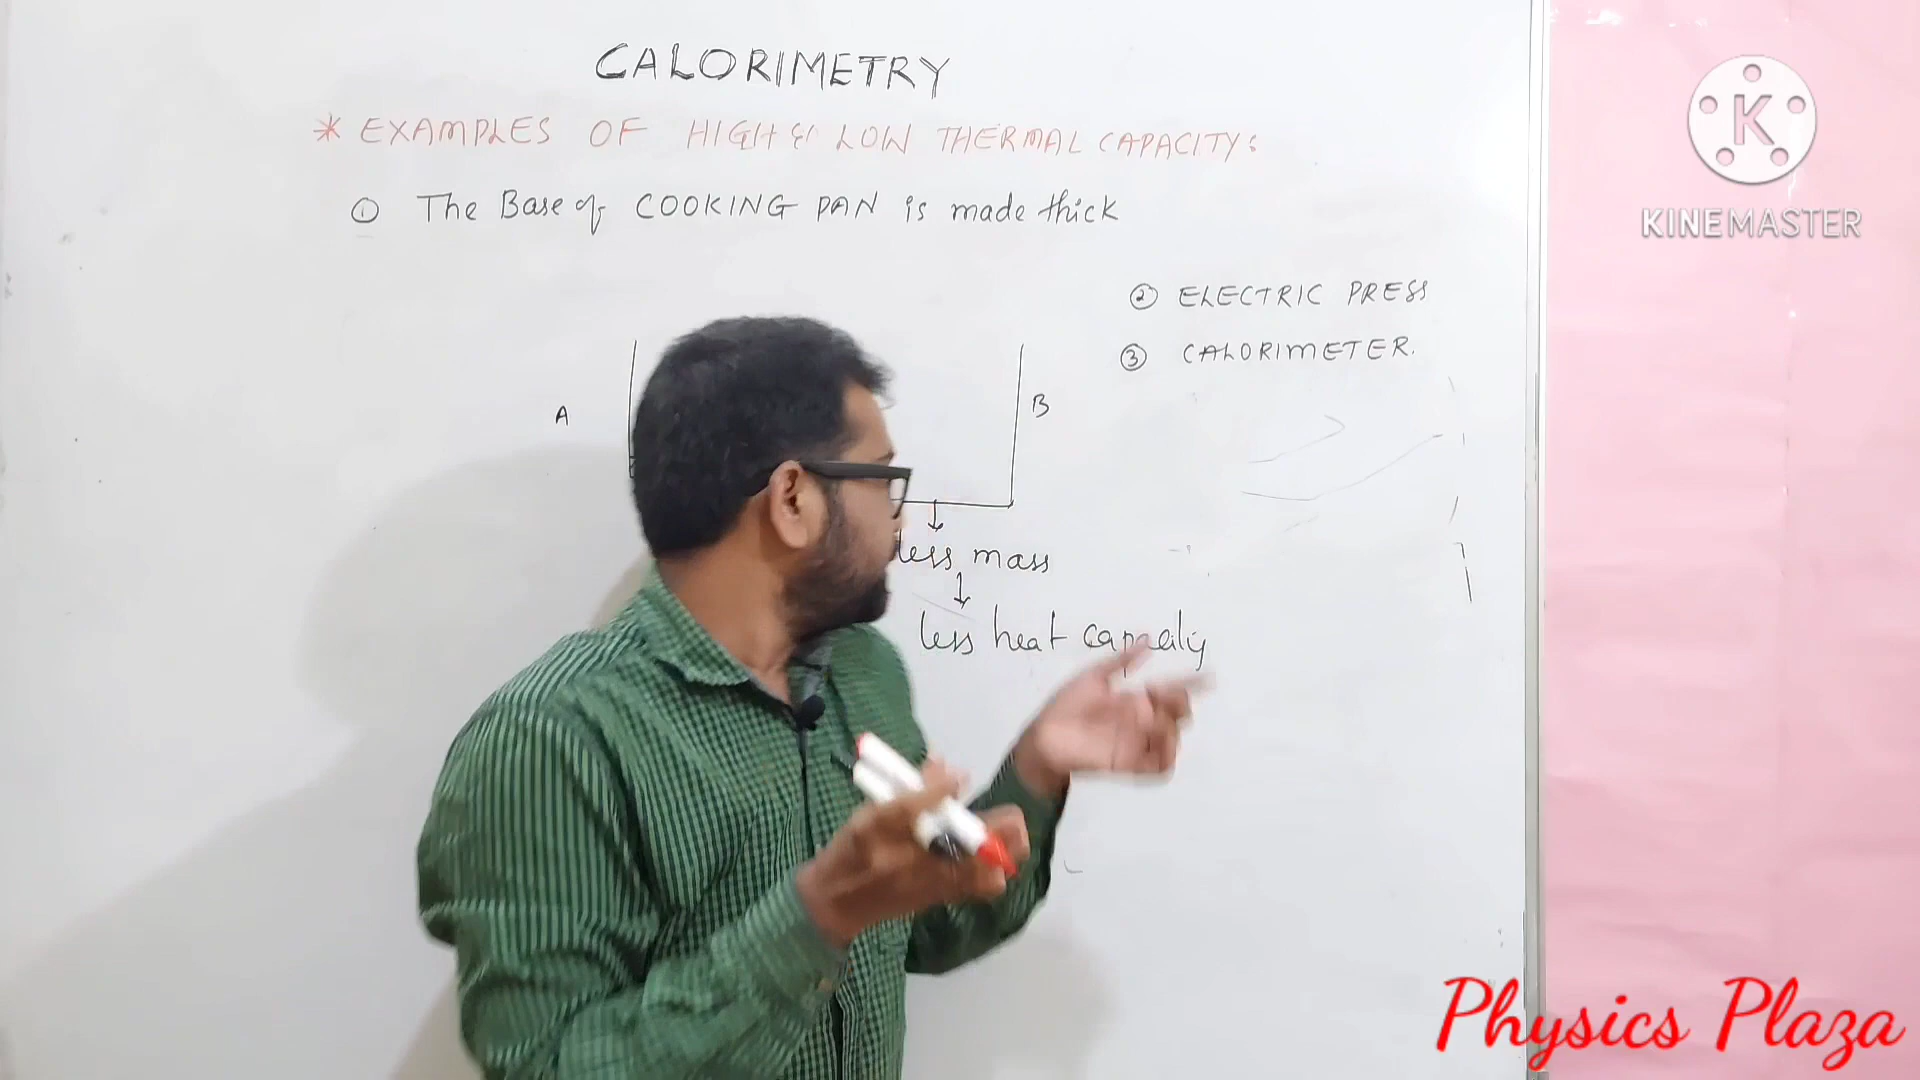 CALORIMETRY
* EXAMPLES OF HIGH & LOW THERMAL CAPACITY:
① The Base of COOKING PAN is made thick
② ELECTRIC PRESS
③ CALORIMETER.
A
B
less mass
less heat capacity
K
KINEMASTER
Physics Plaza